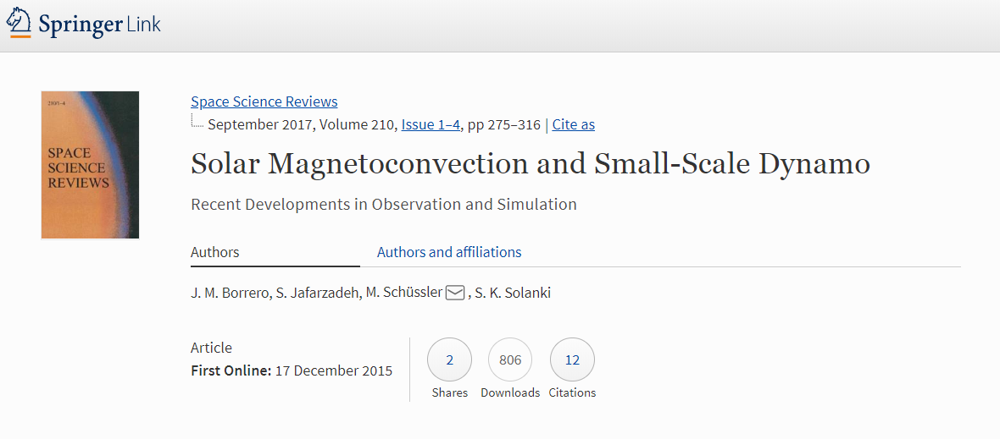 Springer Link
210/1-4
SPACE
SCIENCE
REVIEWS
Space Science Reviews
September 2017, Volume 210, Issue 1–4, pp 275–316 | Cite as
Solar Magnetoconvection and Small-Scale Dynamo
Recent Developments in Observation and Simulation
Authors Authors and affiliations
J. M. Borrero, S. Jafarzadeh, M. Schüssler , S. K. Solanki
Article
First Online: 17 December 2015
2 806 12
Shares Downloads Citations